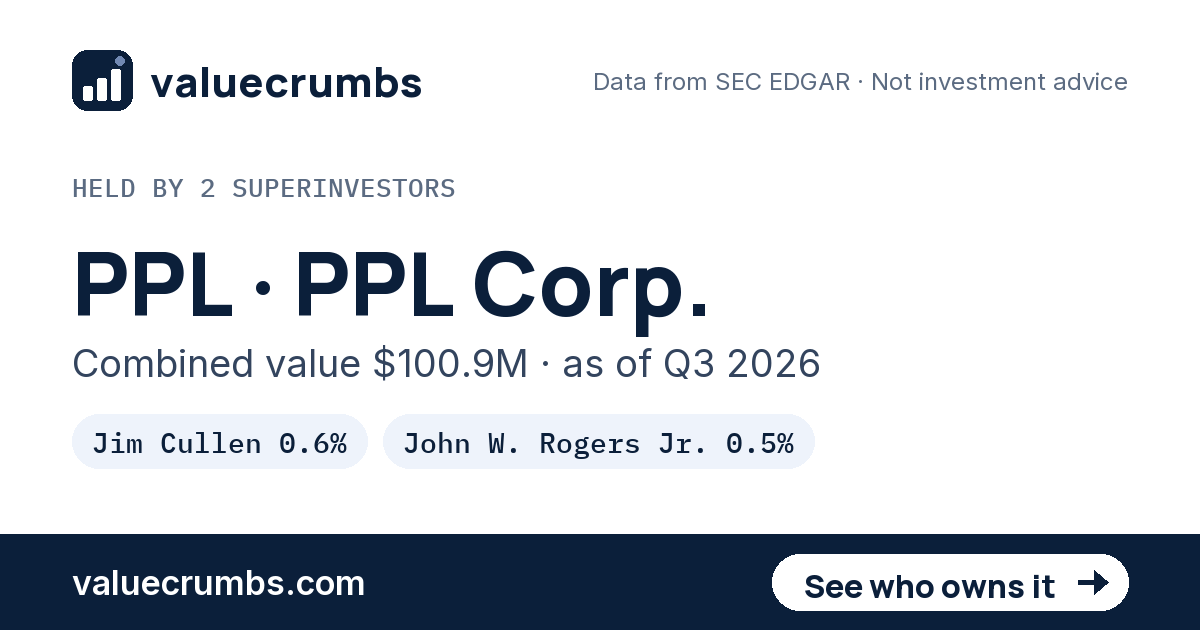 valuecrumbs
Data from SEC EDGAR · Not investment advice
HELD BY 2 SUPERINVESTORS
PPL · PPL Corp.
Combined value $100.9M · as of Q3 2026
Jim Cullen 0.6%
John W. Rogers Jr. 0.5%
valuecrumbs.com
See who owns it →